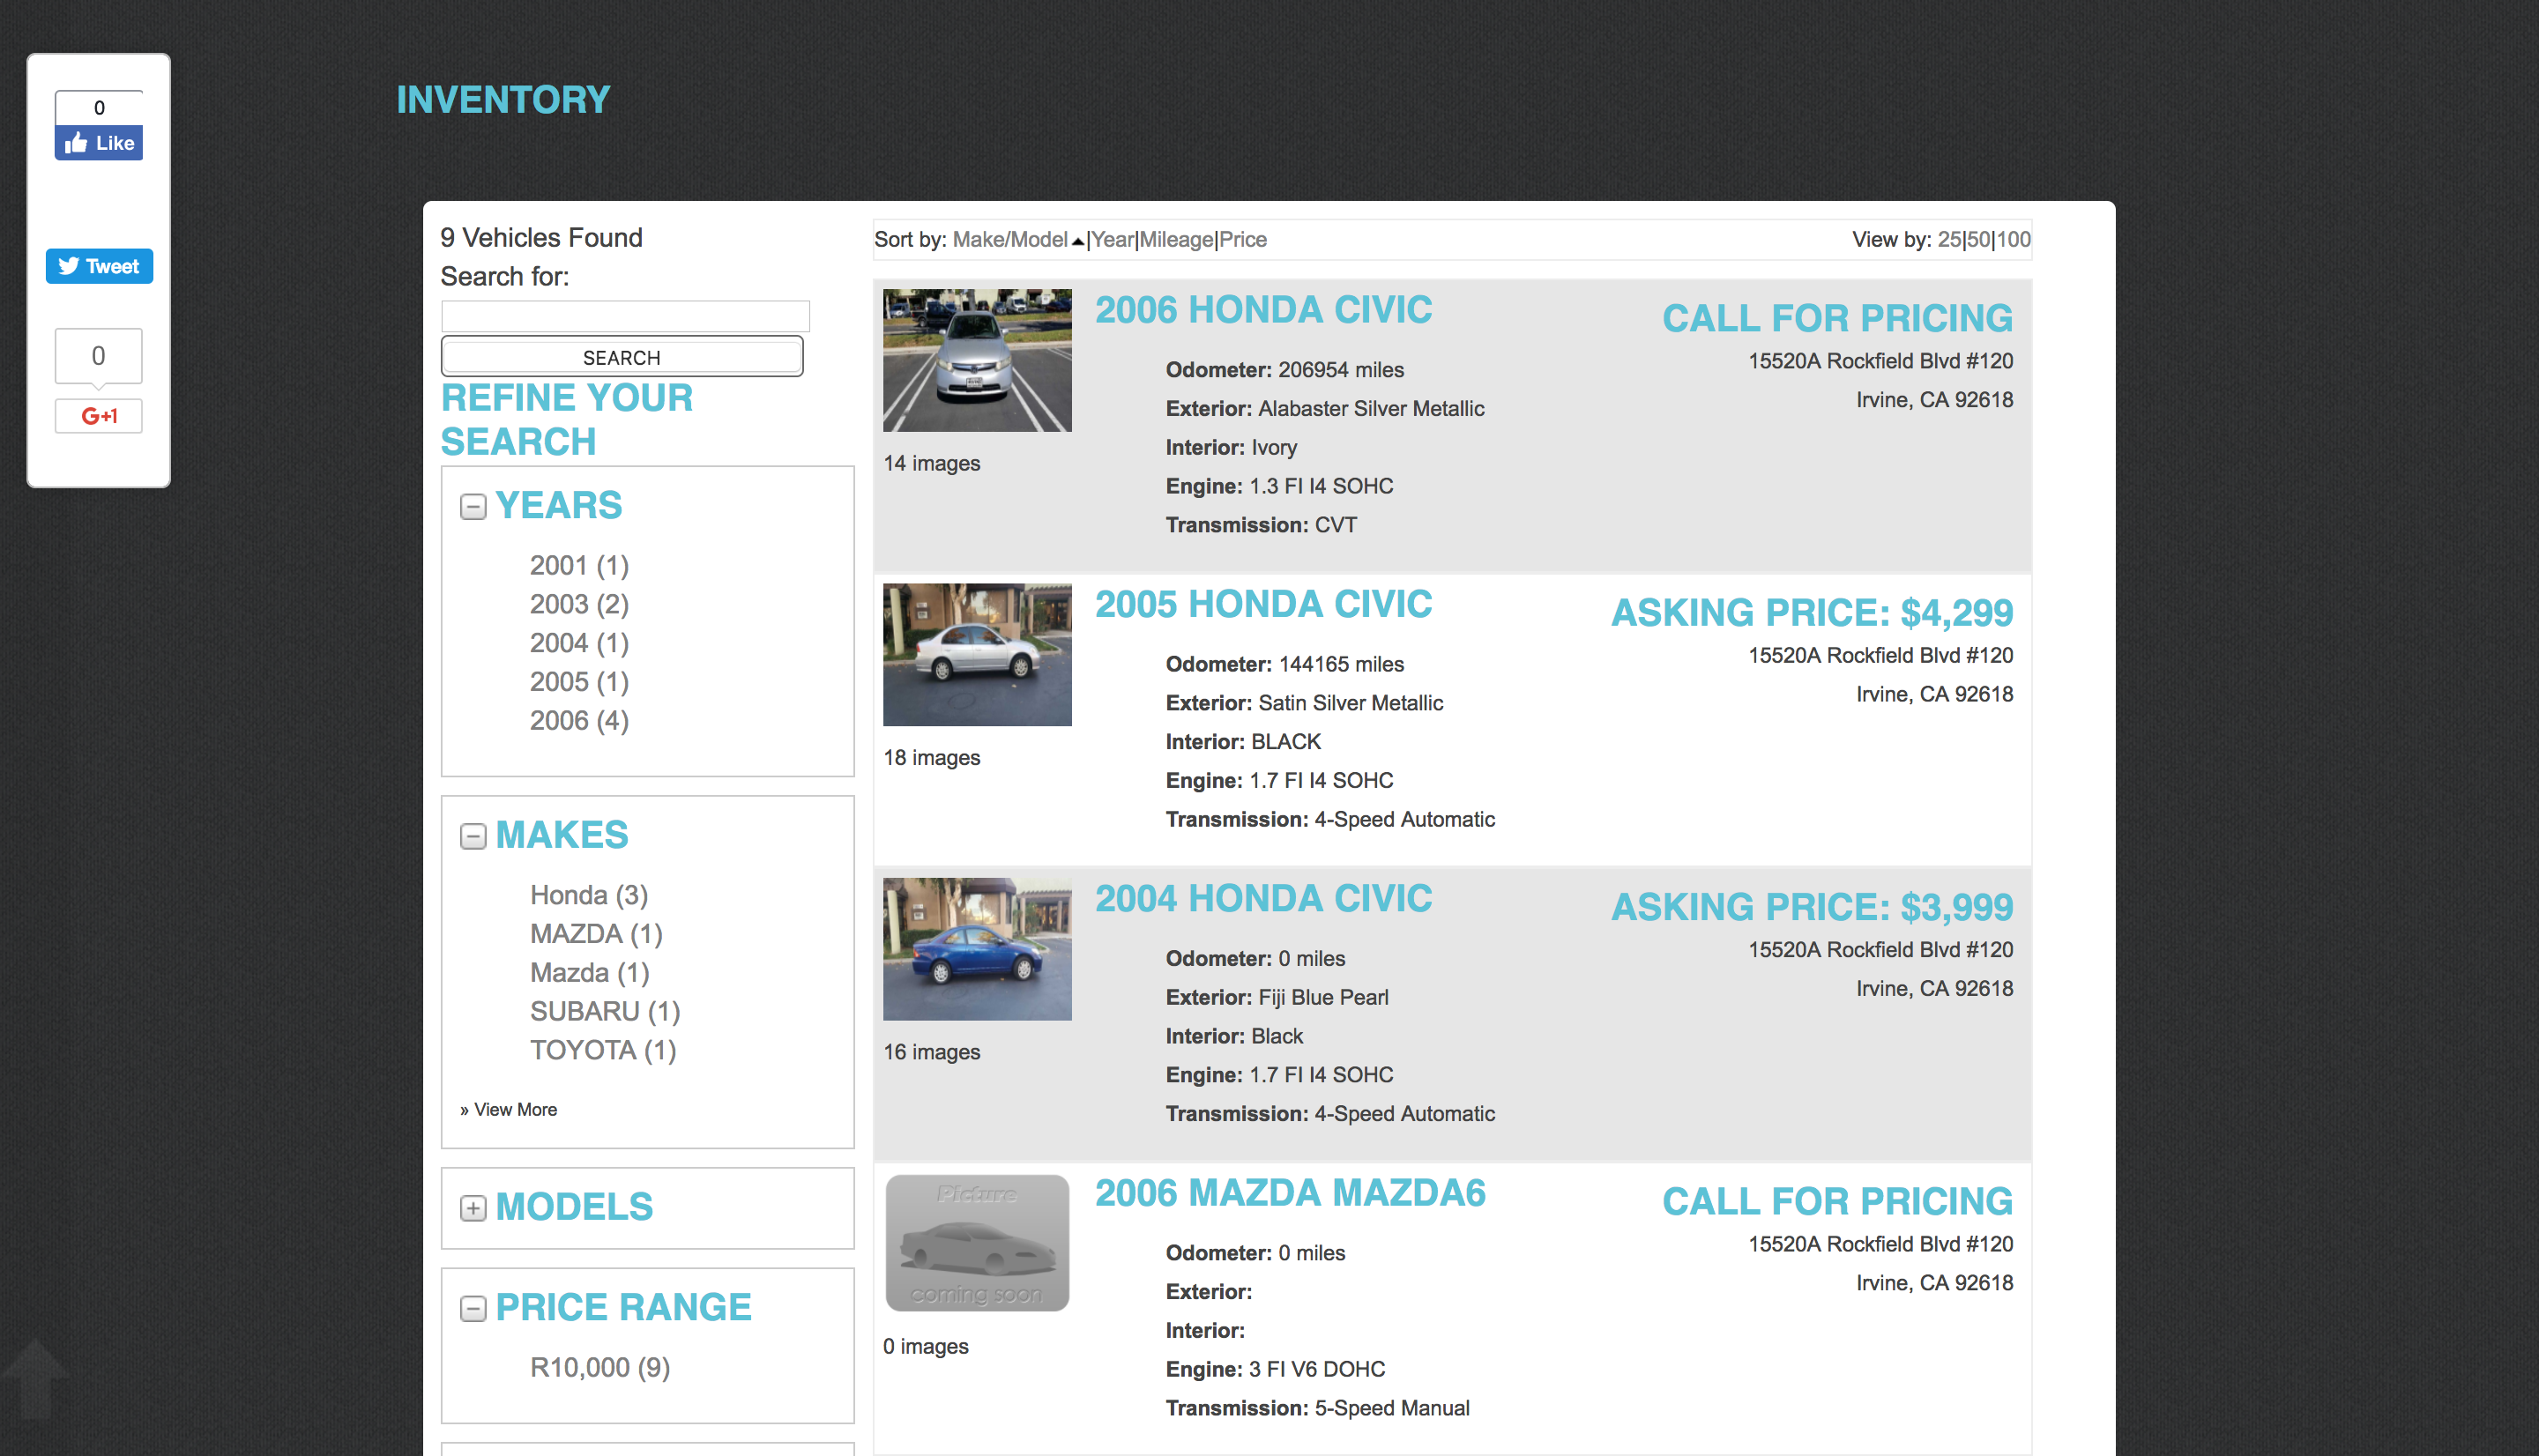 0
Like
Tweet
0
G+1
INVENTORY
9 Vehicles Found
Search for:
SEARCH
REFINE YOUR
SEARCH
YEARS
2001 (1)
2003 (2)
2004 (1)
2005 (1)
2006 (4)
MAKES
Honda (3)
MAZDA (1)
Mazda (1)
SUBARU (1)
TOYOTA (1)
» View More
MODELS
PRICE RANGE
R10,000 (9)
Sort by: Make/Model|Year|Mileage|Price
View by: 25|50|100
2006 HONDA CIVIC
CALL FOR PRICING
15520A Rockfield Blvd #120
Irvine, CA 92618
Odometer: 206954 miles
Exterior: Alabaster Silver Metallic
Interior: Ivory
Engine: 1.3 FI I4 SOHC
Transmission: CVT
14 images
2005 HONDA CIVIC
ASKING PRICE: $4,299
15520A Rockfield Blvd #120
Irvine, CA 92618
Odometer: 144165 miles
Exterior: Satin Silver Metallic
Interior: BLACK
Engine: 1.7 FI I4 SOHC
Transmission: 4-Speed Automatic
18 images
2004 HONDA CIVIC
ASKING PRICE: $3,999
15520A Rockfield Blvd #120
Irvine, CA 92618
Odometer: 0 miles
Exterior: Fiji Blue Pearl
Interior: Black
Engine: 1.7 FI I4 SOHC
Transmission: 4-Speed Automatic
16 images
2006 MAZDA MAZDA6
CALL FOR PRICING
15520A Rockfield Blvd #120
Irvine, CA 92618
Picture
coming soon
Odometer: 0 miles
Exterior:
Interior:
Engine: 3 FI V6 DOHC
Transmission: 5-Speed Manual
0 images